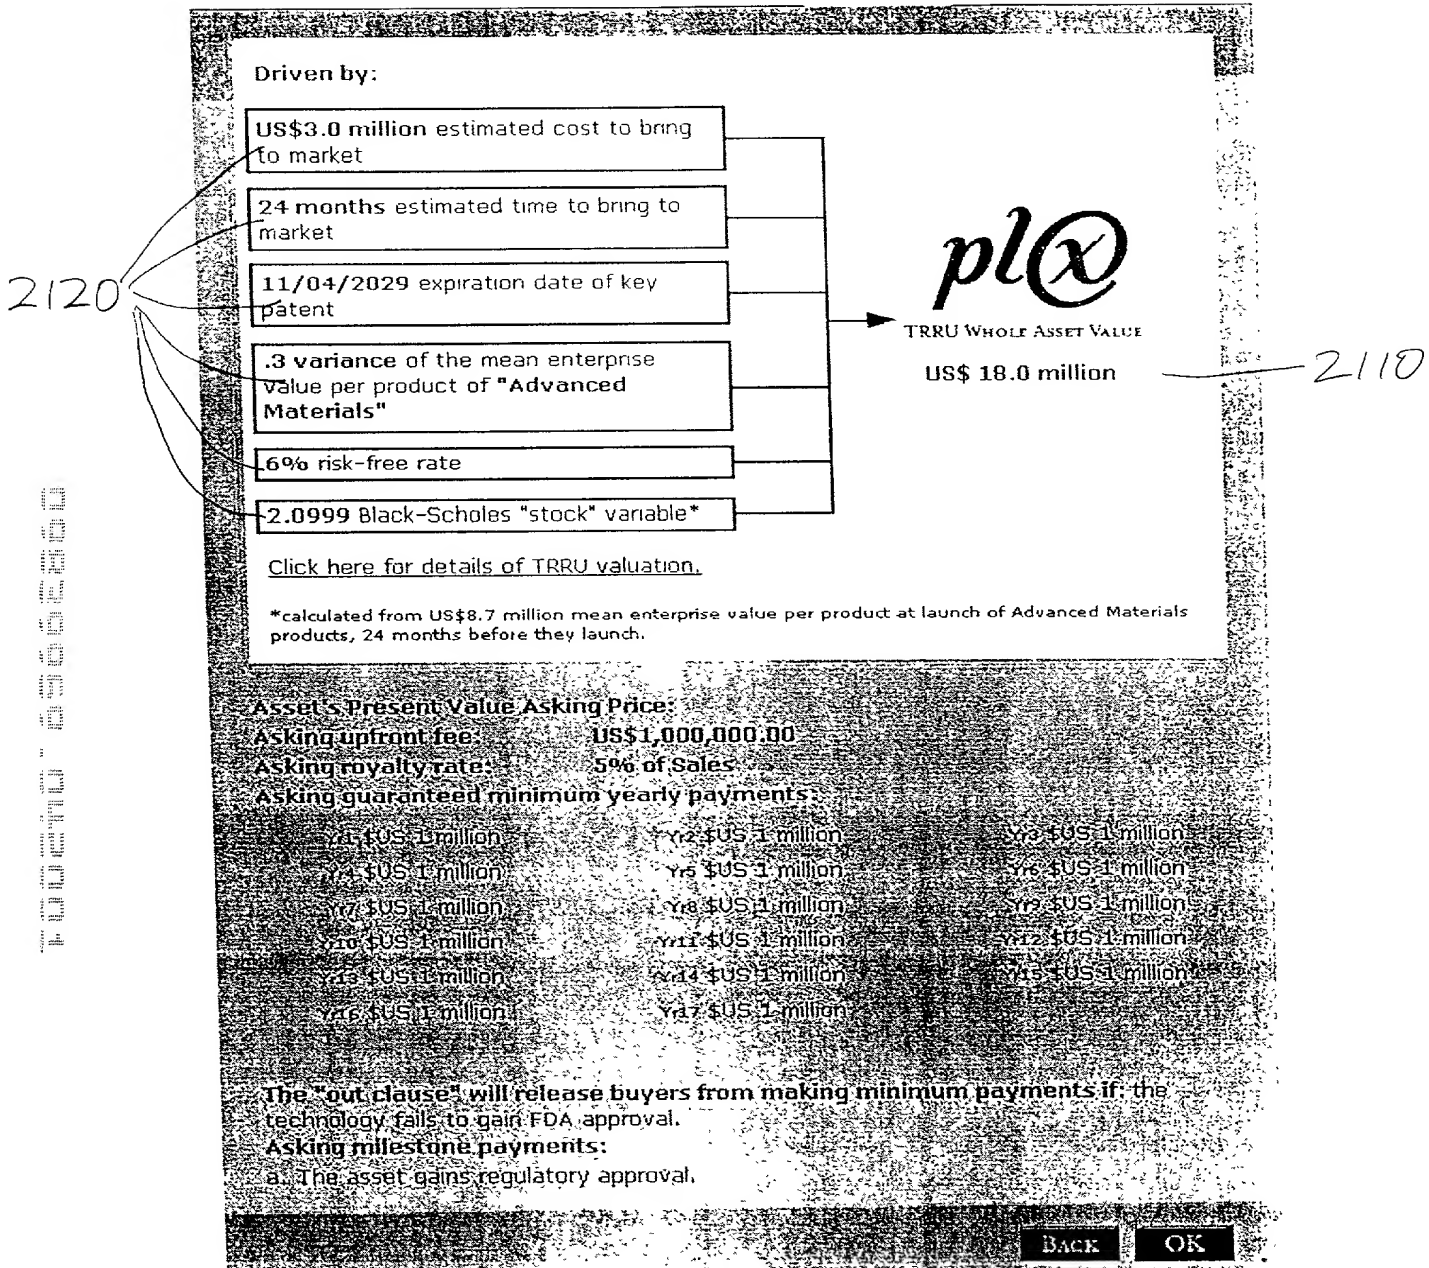 Driven by:
US$3.0 million estimated cost to bring
to market
24 months estimated time to bring to
market
11/04/2029 expiration date of key
patent
.3 variance of the mean enterprise
value per product of "Advanced
Materials"
6% risk-free rate
2.0999 Black-Scholes "stock" variable*
2120
pl@x
TRRU WHOLE ASSET VALUE
US$ 18.0 million
2110
Click here for details of TRRU valuation.
*calculated from US$8.7 million mean enterprise value per product at launch of Advanced Materials
products, 24 months before they launch.
Asset's Present Value Asking Price:
Asking upfront fee: US$1,000,000.00
Asking royalty rate: 5% of Sales
Asking guaranteed minimum yearly payments:
Yr1 $US 1 million Yr2 $US 1 million Yr3 $US 1 million
Yr4 $US 1 million Yr5 $US 1 million Yr6 $US 1 million
Yr7 $US 1 million Yr8 $US 1 million Yr9 $US 1 million
Yr10 $US 1 million Yr11 $US 1 million Yr12 $US 1 million
Yr13 $US 1 million Yr14 $US 1 million Yr15 $US 1 million
Yr16 $US 1 million Yr17 $US 1 million
The "out clause" will release buyers from making minimum payments if: the
technology fails to gain FDA approval.
Asking milestone payments:
a. The asset gains regulatory approval.
BACK OK